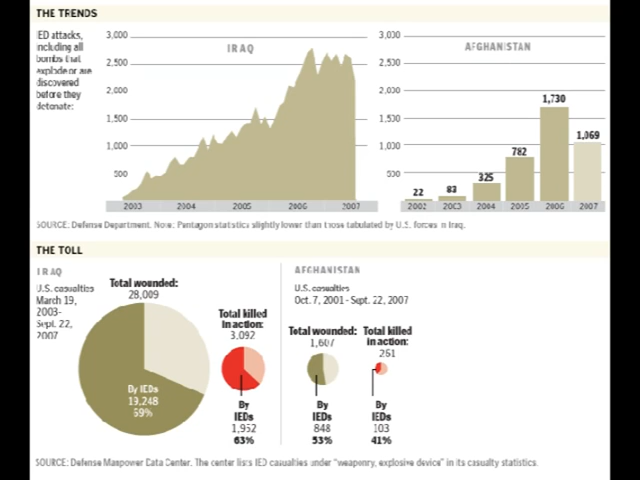 THE TRENDS
IED attacks,
including all
bombs that
explode or are
discovered
before they
detonate:
IRAQ
3,000
2,500
2,000
1,500
1,000
500
2003 2004 2005 2006 2007
AFGHANISTAN
3,000
2,500
2,000
1,500
1,000
500
22 83 325 782 1,730 1,069
2002 2003 2004 2005 2006 2007
SOURCE: Defense Department. Note: Pentagon statistics slightly lower than those tabulated by U.S. forces in Iraq.
THE TOLL
IRAQ
U.S. casualties
March 19,
2003-
Sept. 22,
2007
Total wounded:
28,009
By IEDs
19,248
69%
Total killed
in action:
3,092
By
IEDs
1,952
63%
AFGHANISTAN
U.S. casualties
Oct. 7, 2001 - Sept. 22, 2007
Total wounded:
1,607
By
IEDs
848
53%
Total killed
in action:
251
By
IEDs
103
41%
SOURCE: Defense Manpower Data Center. The center lists IED casualties under "weaponry, explosive device" in its casualty statistics.